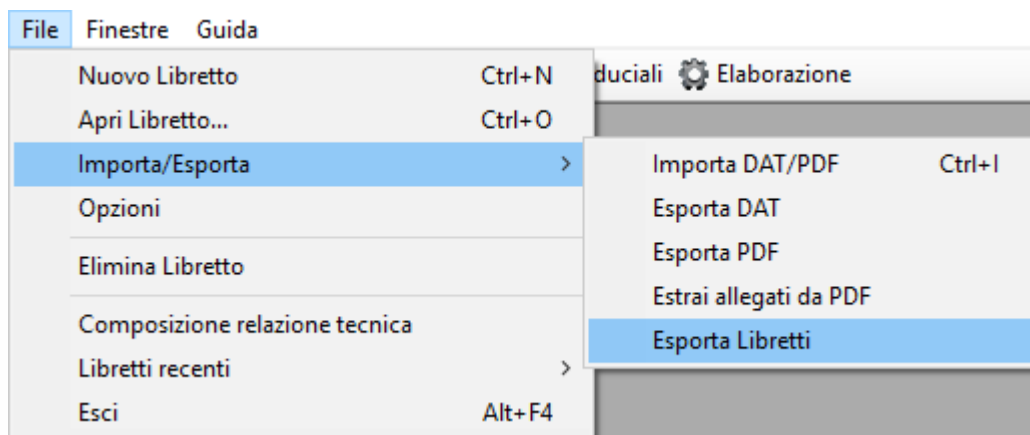 File Finestre Guida
Nuovo Libretto Ctrl+N
duciali Elaborazione
Apri Libretto... Ctrl+O
Importa/Esporta >
Importa DAT/PDF Ctrl+I
Opzioni
Esporta DAT
Esporta PDF
Elimina Libretto
Estrai allegati da PDF
Composizione relazione tecnica
Esporta Libretti
Libretti recenti >
Esci Alt+F4